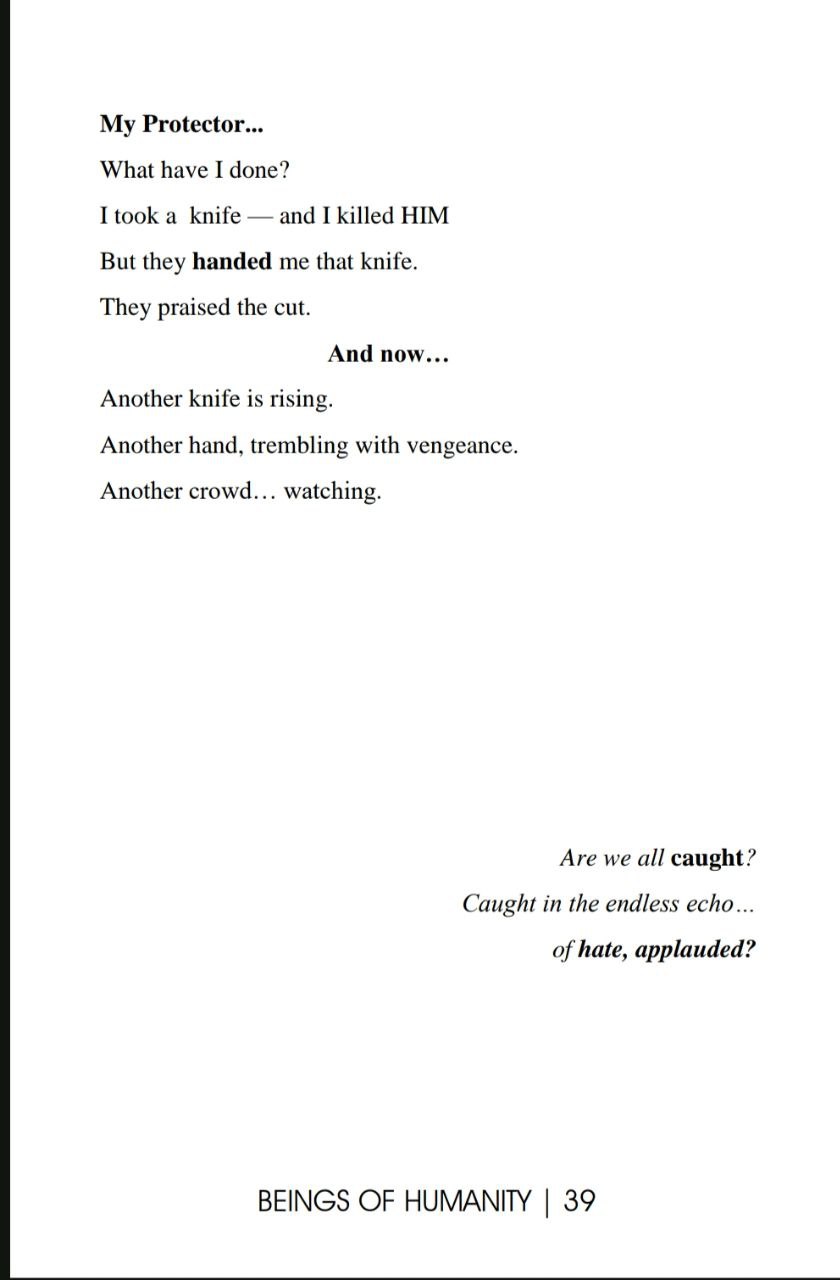 My Protector...
What have I done?
I took a  knife — and I killed HIM
But they handed me that knife.
They praised the cut.
And now…
Another knife is rising.
Another hand, trembling with vengeance.
Another crowd… watching.
Are we all caught?
Caught in the endless echo…
of hate, applauded?
BEINGS OF HUMANITY | 39